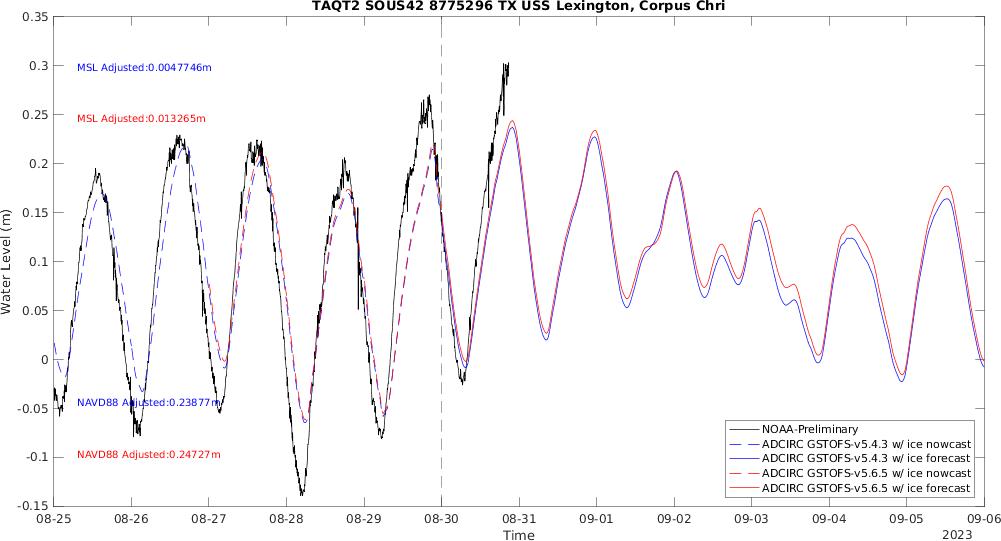 TAQT2 SOUS42 8775296 TX USS Lexington, Corpus Chri
0.35
0.3
0.25
0.2
0.15
0.1
0.05
0
-0.05
-0.1
-0.15
Water Level (m)
MSL Adjusted:0.0047746m
MSL Adjusted:0.013265m
NAVD88 Adjusted:0.23877m
NAVD88 Adjusted:0.24727m
NOAA-Preliminary
ADCIRC GSTOFS-v5.4.3 w/ ice nowcast
ADCIRC GSTOFS-v5.4.3 w/ ice forecast
ADCIRC GSTOFS-v5.6.5 w/ ice nowcast
ADCIRC GSTOFS-v5.6.5 w/ ice forecast
08-25 08-26 08-27 08-28 08-29 08-30 08-31 09-01 09-02 09-03 09-04 09-05 09-06
Time
2023